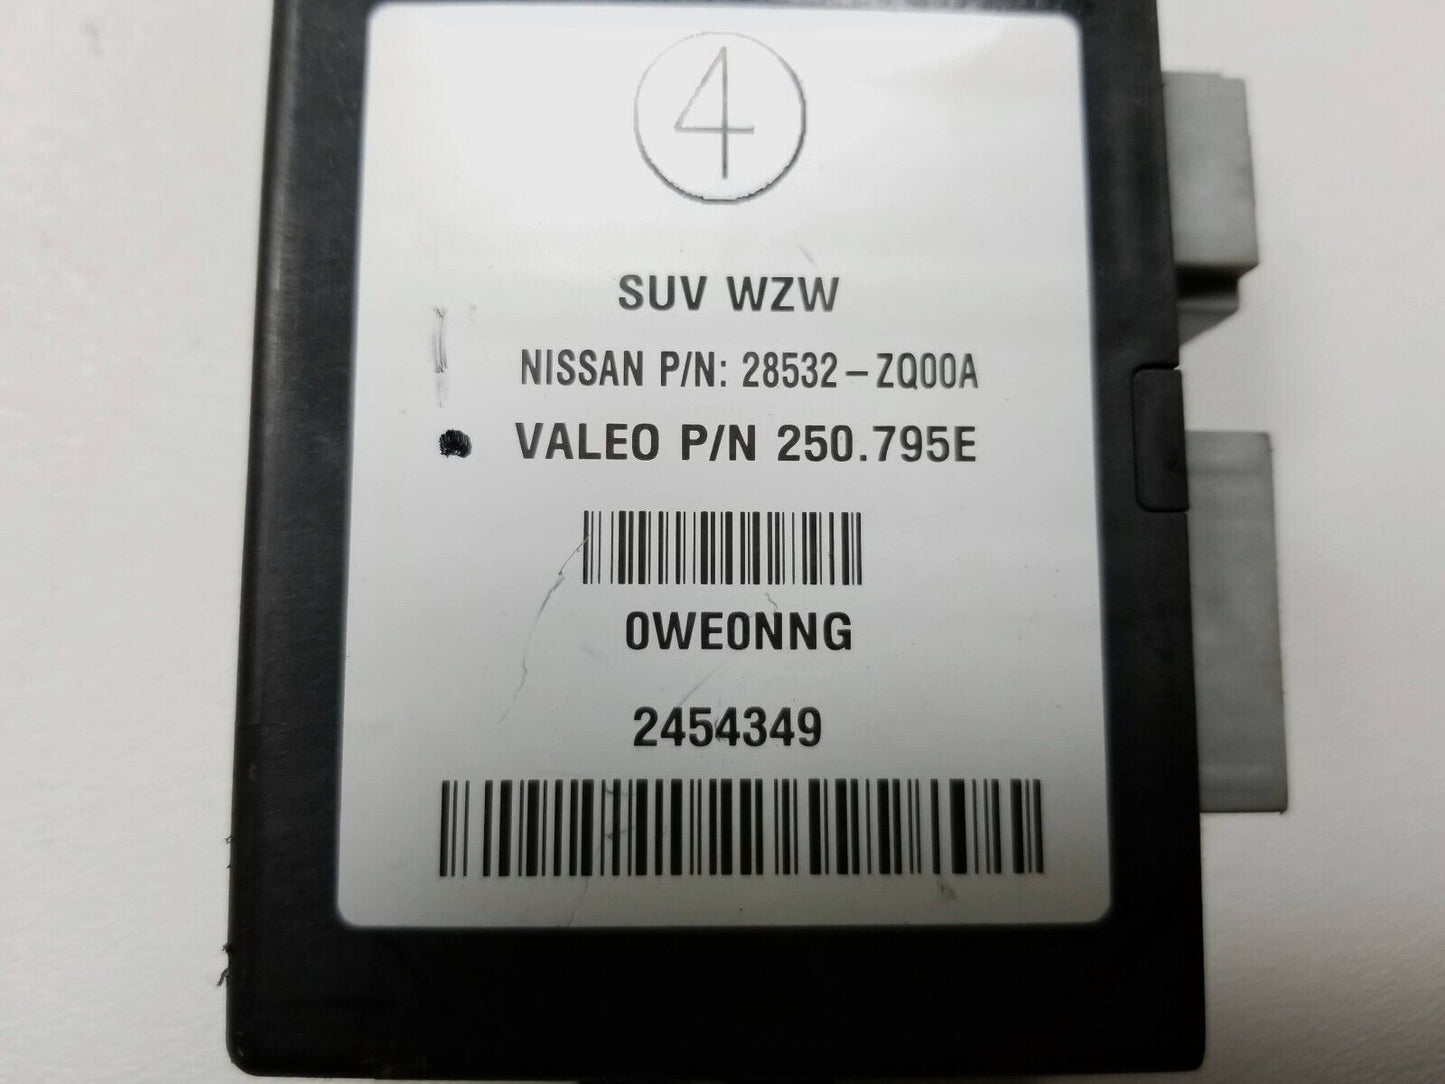 4
SUV WZW
NISSAN P/N: 28532-ZQ00A
VALEO P/N 250.795E
0WE0NNG
2454349